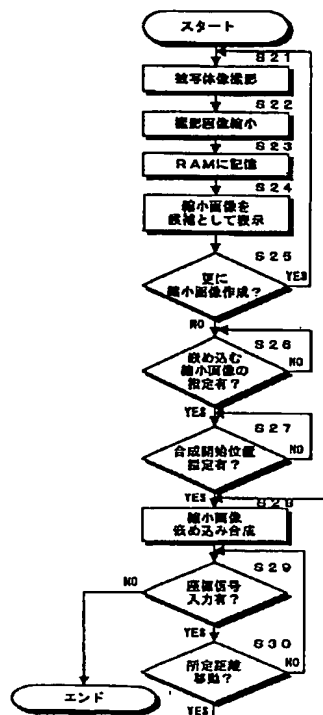 スタート
S21
被写体像撮影
S22
撮影画像縮小
S23
RAMに記憶
S24
縮小画像を
候補として表示
S25
更に
縮小画像作成?
YES
NO
S26
嵌め込む
縮小画像の
指定有?
NO
YES
S27
合成開始位置
指定有?
NO
YES
S28
縮小画像
嵌め込み合成
S29
座標信号
入力有?
NO
YES
S30
所定距離
移動?
NO
エンド
YES